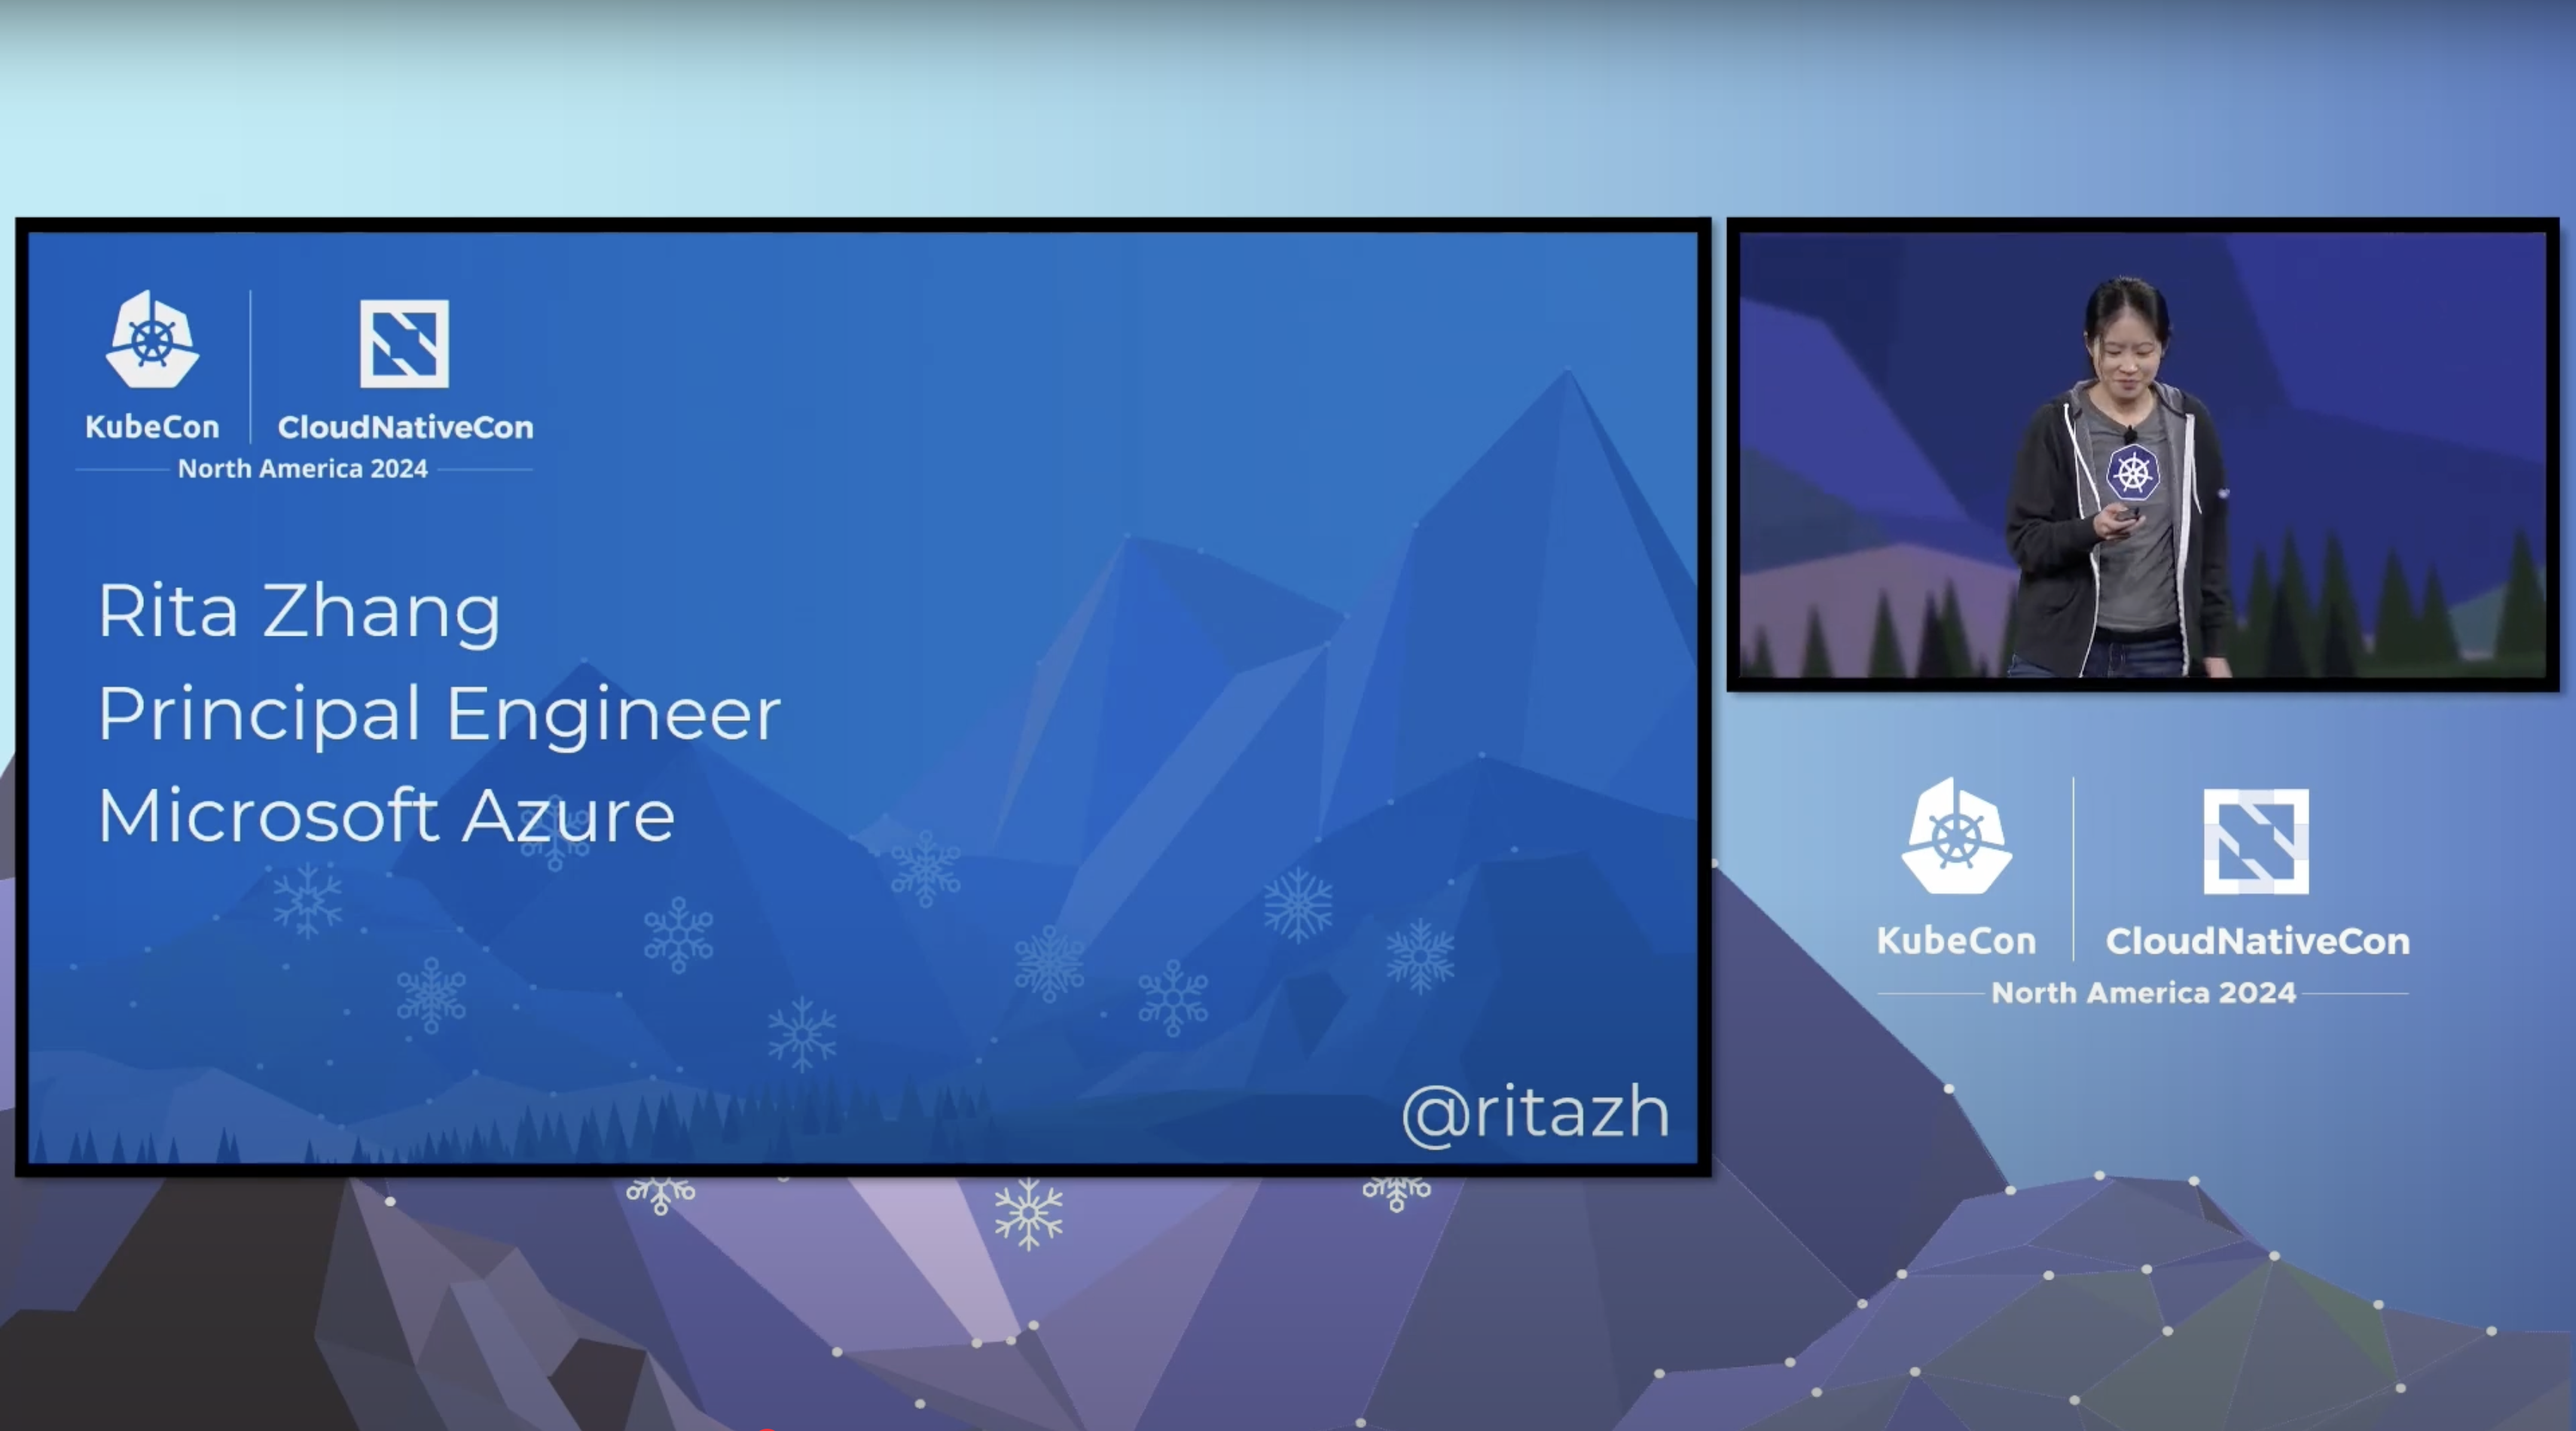 KubeCon
CloudNativeCon
North America 2024
Rita Zhang
Principal Engineer
Microsoft Azure
@ritazh
KubeCon
CloudNativeCon
North America 2024